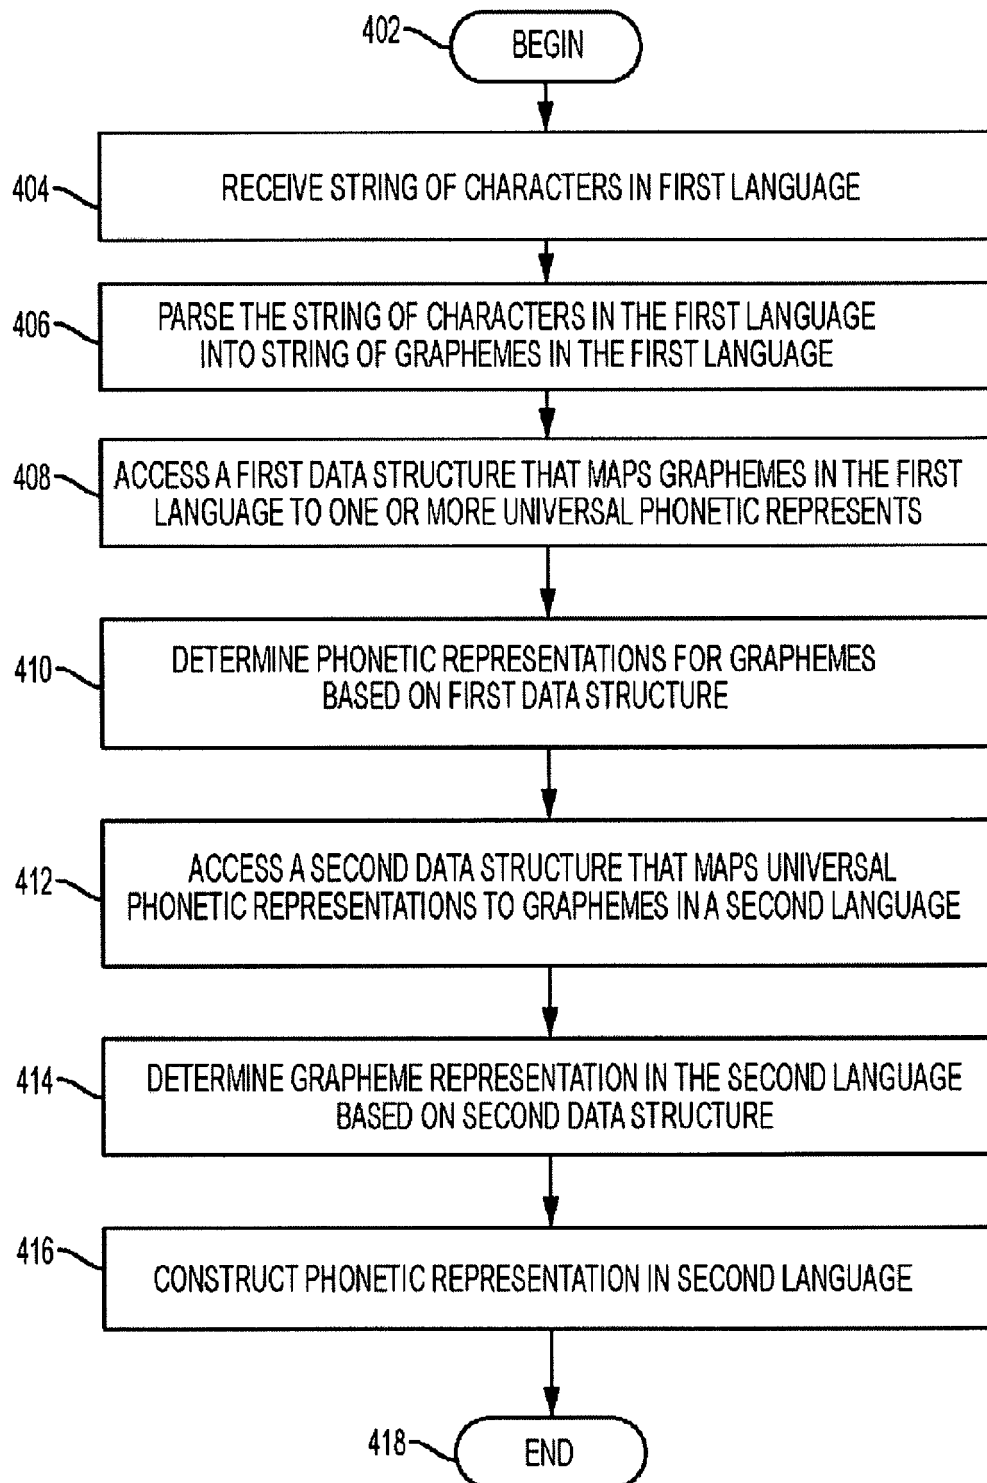 402
BEGIN
404
RECEIVE STRING OF CHARACTERS IN FIRST LANGUAGE
406
PARSE THE STRING OF CHARACTERS IN THE FIRST LANGUAGE
INTO STRING OF GRAPHEMES IN THE FIRST LANGUAGE
408
ACCESS A FIRST DATA STRUCTURE THAT MAPS GRAPHEMES IN THE FIRST
LANGUAGE TO ONE OR MORE UNIVERSAL PHONETIC REPRESENTS
410
DETERMINE PHONETIC REPRESENTATIONS FOR GRAPHEMES
BASED ON FIRST DATA STRUCTURE
412
ACCESS A SECOND DATA STRUCTURE THAT MAPS UNIVERSAL
PHONETIC REPRESENTATIONS TO GRAPHEMES IN A SECOND LANGUAGE
414
DETERMINE GRAPHEME REPRESENTATION IN THE SECOND LANGUAGE
BASED ON SECOND DATA STRUCTURE
416
CONSTRUCT PHONETIC REPRESENTATION IN SECOND LANGUAGE
418
END